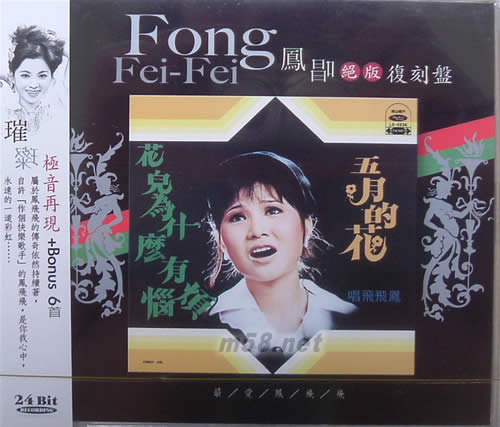 Fong
Fei-Fei
鳳
絕版復刻盤
璀
璨
極音再現 +Bonus 6首
屬於鳳飛飛的傳奇依然持續著,
自許「作個快樂歌手」的鳳飛飛,是你我心中,
永遠的一道彩虹……
24 Bit
RECORDING
五月的花
唱飛飛鳳
花兒為什麼有
惱
m58.net
最/愛/鳳/飛/飛